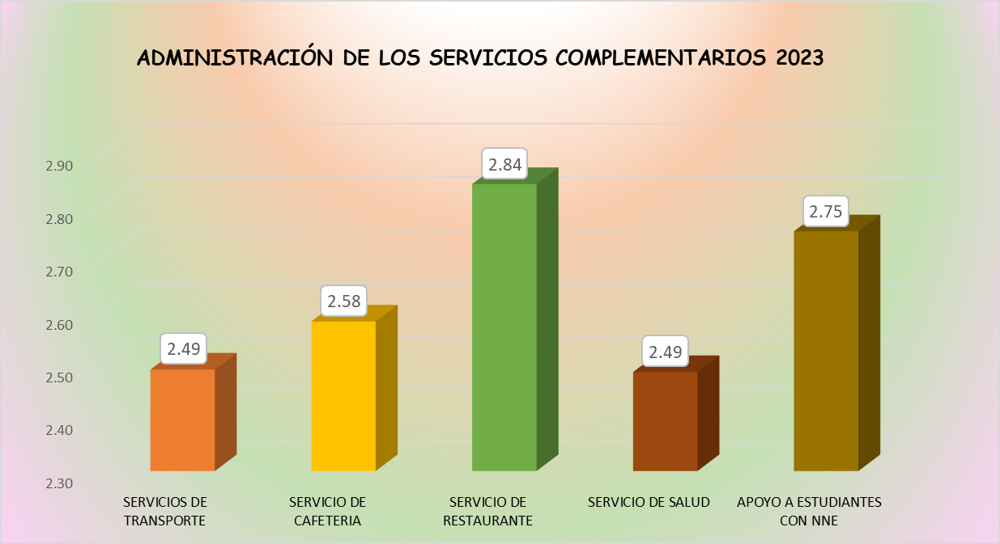 ADMINISTRACIÓN DE LOS SERVICIOS COMPLEMENTARIOS 2023
2.90
2.80
2.70
2.60
2.50
2.40
2.30
2.49
2.58
2.84
2.49
2.75
SERVICIOS DE
TRANSPORTE
SERVICIO DE
CAFETERIA
SERVICIO DE
RESTAURANTE
SERVICIO DE SALUD
APOYO A ESTUDIANTES
CON NNE